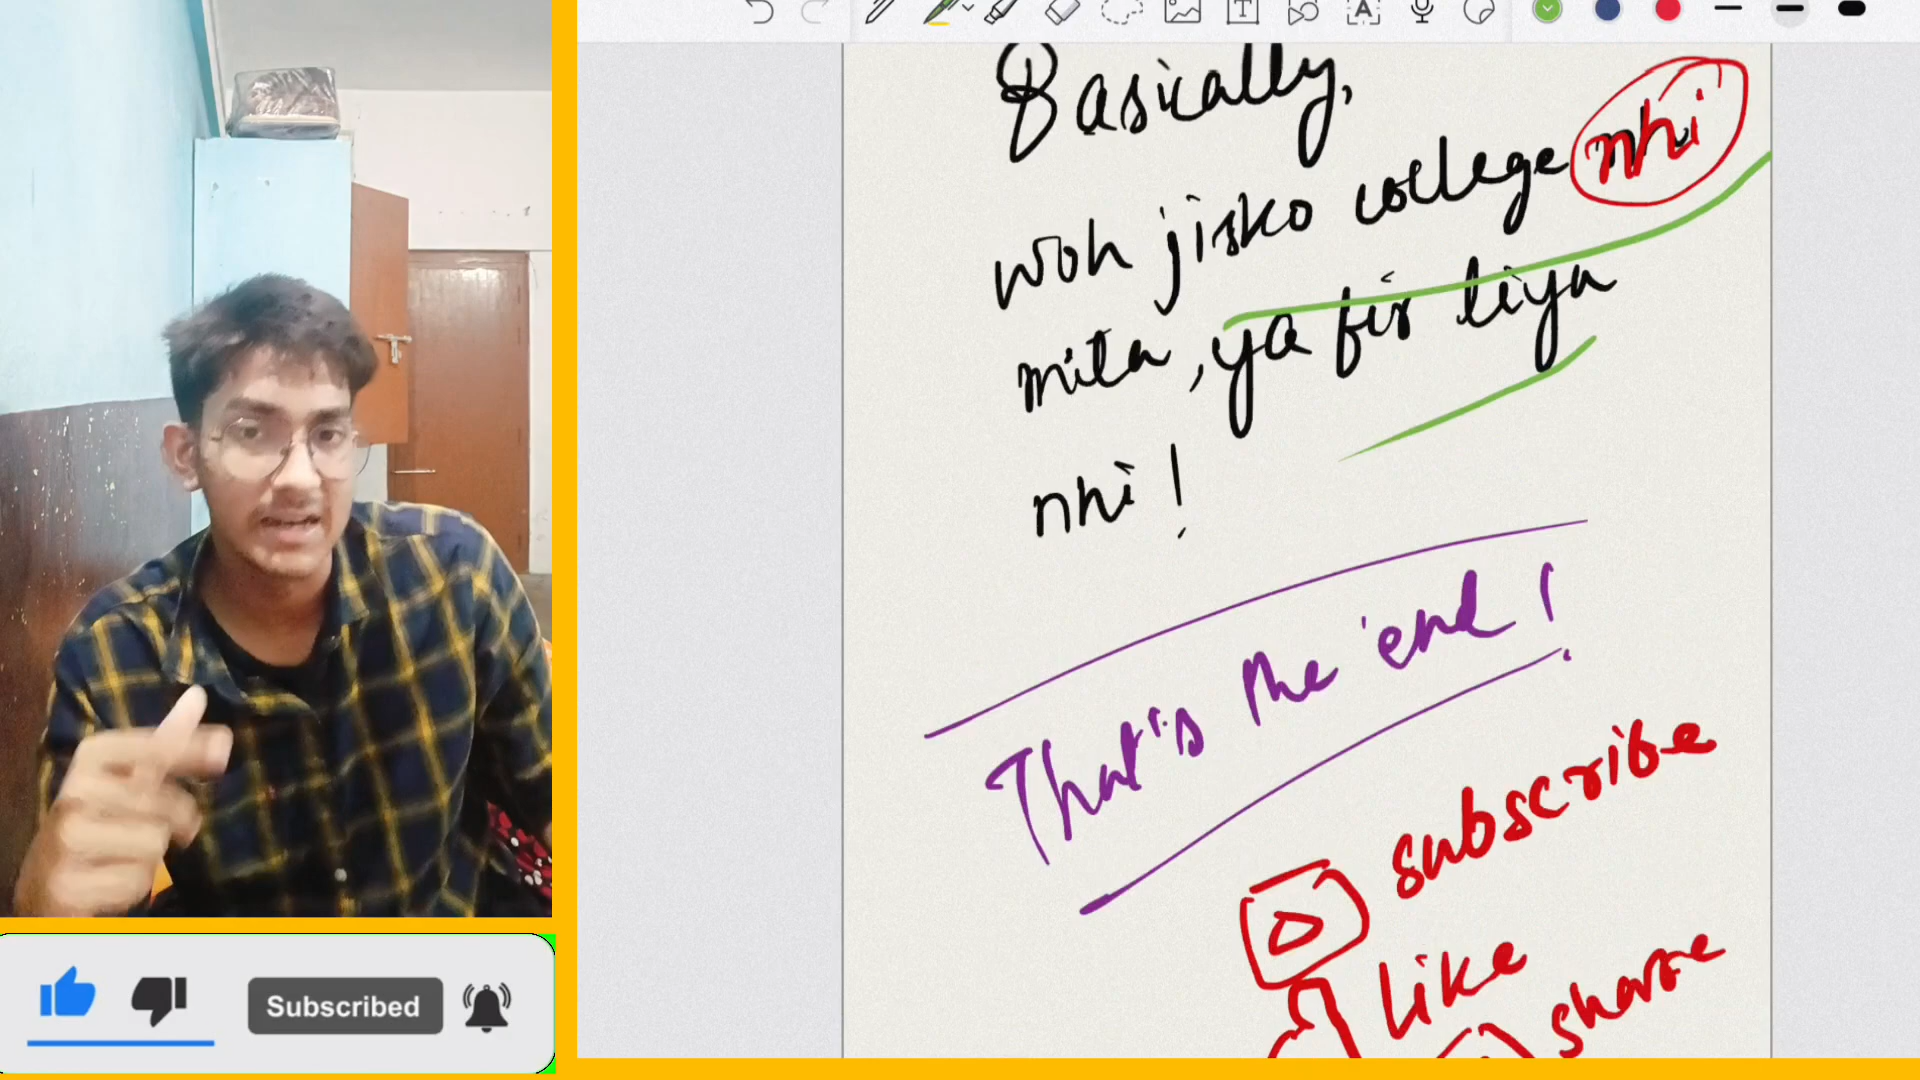 Basically,
woh jisko college nhi
mila, ya fir liya
nhi !
That's the end !
subscribe
like
share
Subscribed